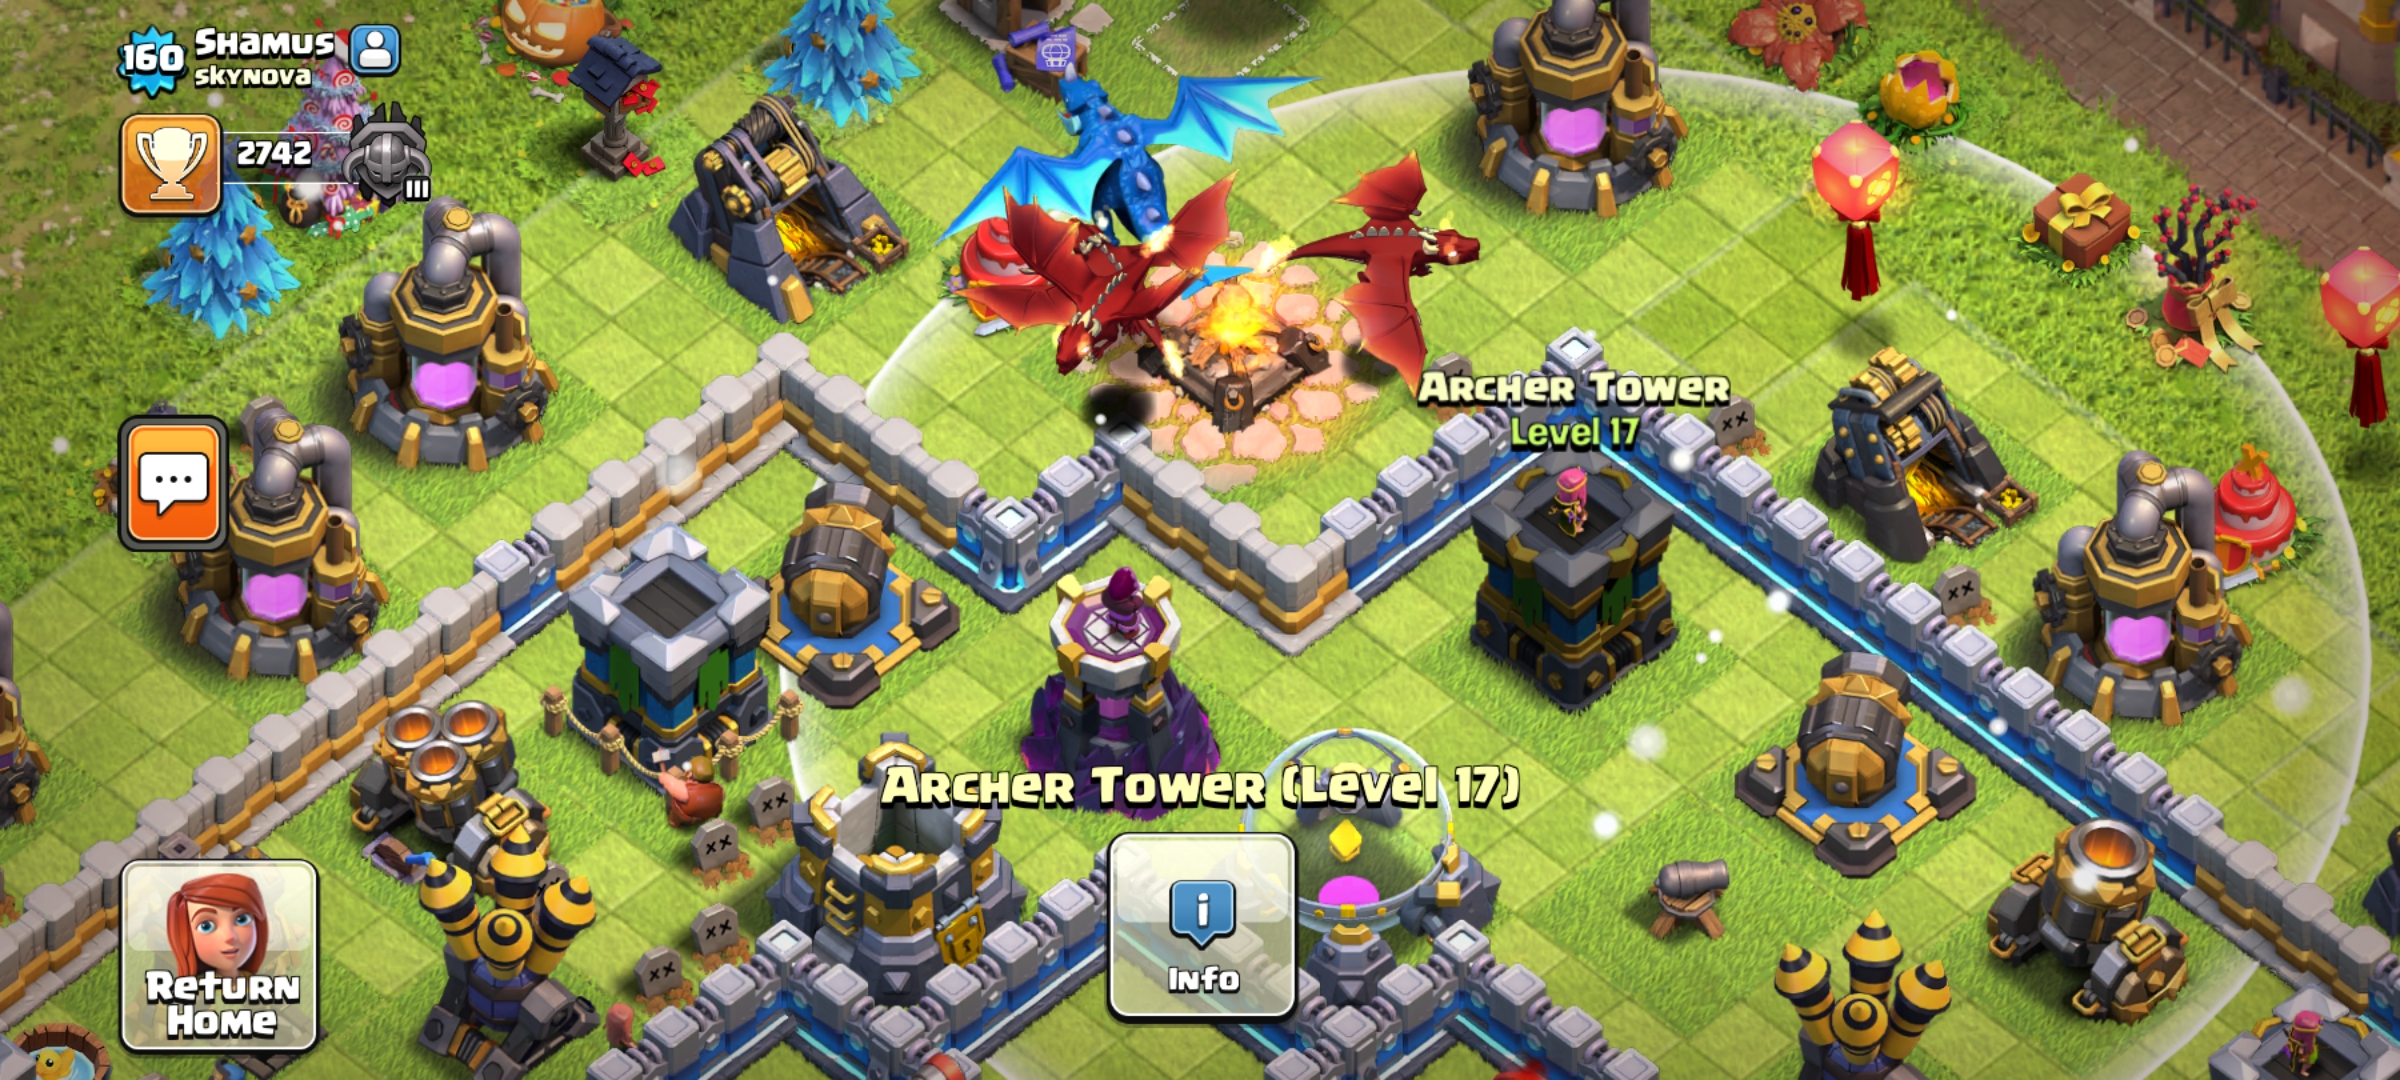 160
Shamus
skynova
2742
III
Archer Tower
Level 17
Archer Tower (Level 17)
Return
Home
i
Info